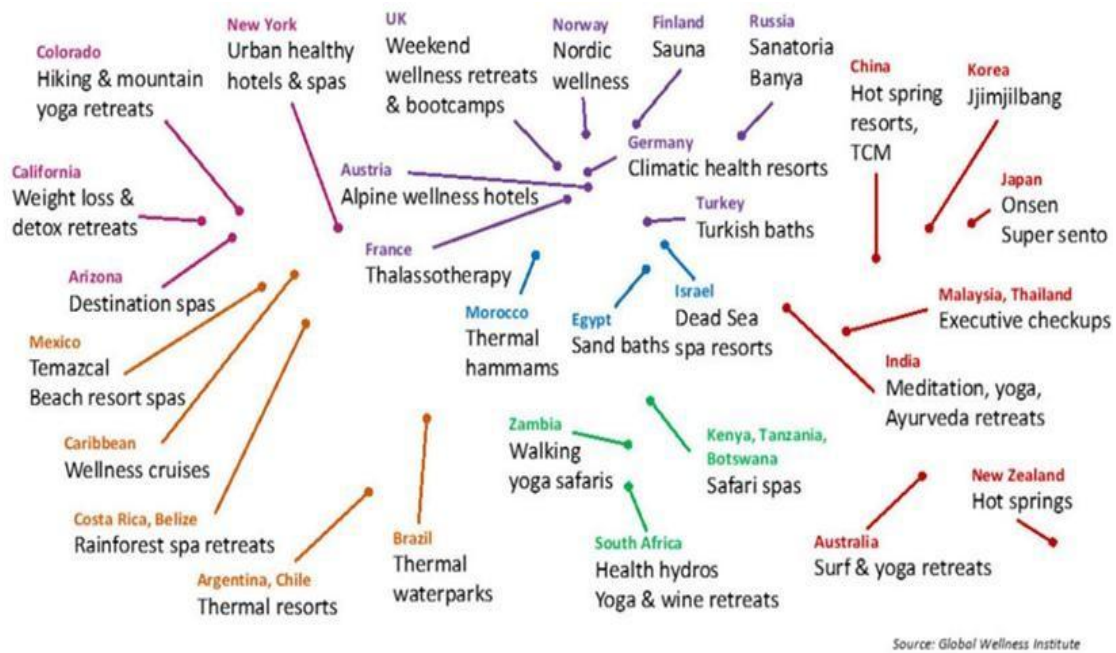 Colorado
Hiking & mountain
yoga retreats
New York
Urban healthy
hotels & spas
UK
Weekend
wellness retreats
& bootcamps
Norway
Nordic
wellness
Finland
Sauna
Russia
Sanatoria
Banya
China
Hot spring
resorts,
TCM
Korea
Jjimjilbang
California
Weight loss &
detox retreats
Austria
Alpine wellness hotels
Germany
Climatic health resorts
Japan
Onsen
Super sento
Arizona
Destination spas
France
Thalassotherapy
Turkey
Turkish baths
Mexico
Temazcal
Beach resort spas
Morocco
Thermal
hammams
Egypt
Sand baths
Israel
Dead Sea
spa resorts
Malaysia, Thailand
Executive checkups
India
Meditation, yoga,
Ayurveda retreats
Caribbean
Wellness cruises
Zambia
Walking
yoga safaris
Kenya, Tanzania,
Botswana
Safari spas
New Zealand
Hot springs
Costa Rica, Belize
Rainforest spa retreats
Argentina, Chile
Thermal resorts
Brazil
Thermal
waterparks
South Africa
Health hydros
Yoga & wine retreats
Australia
Surf & yoga retreats
Source: Global Wellness Institute